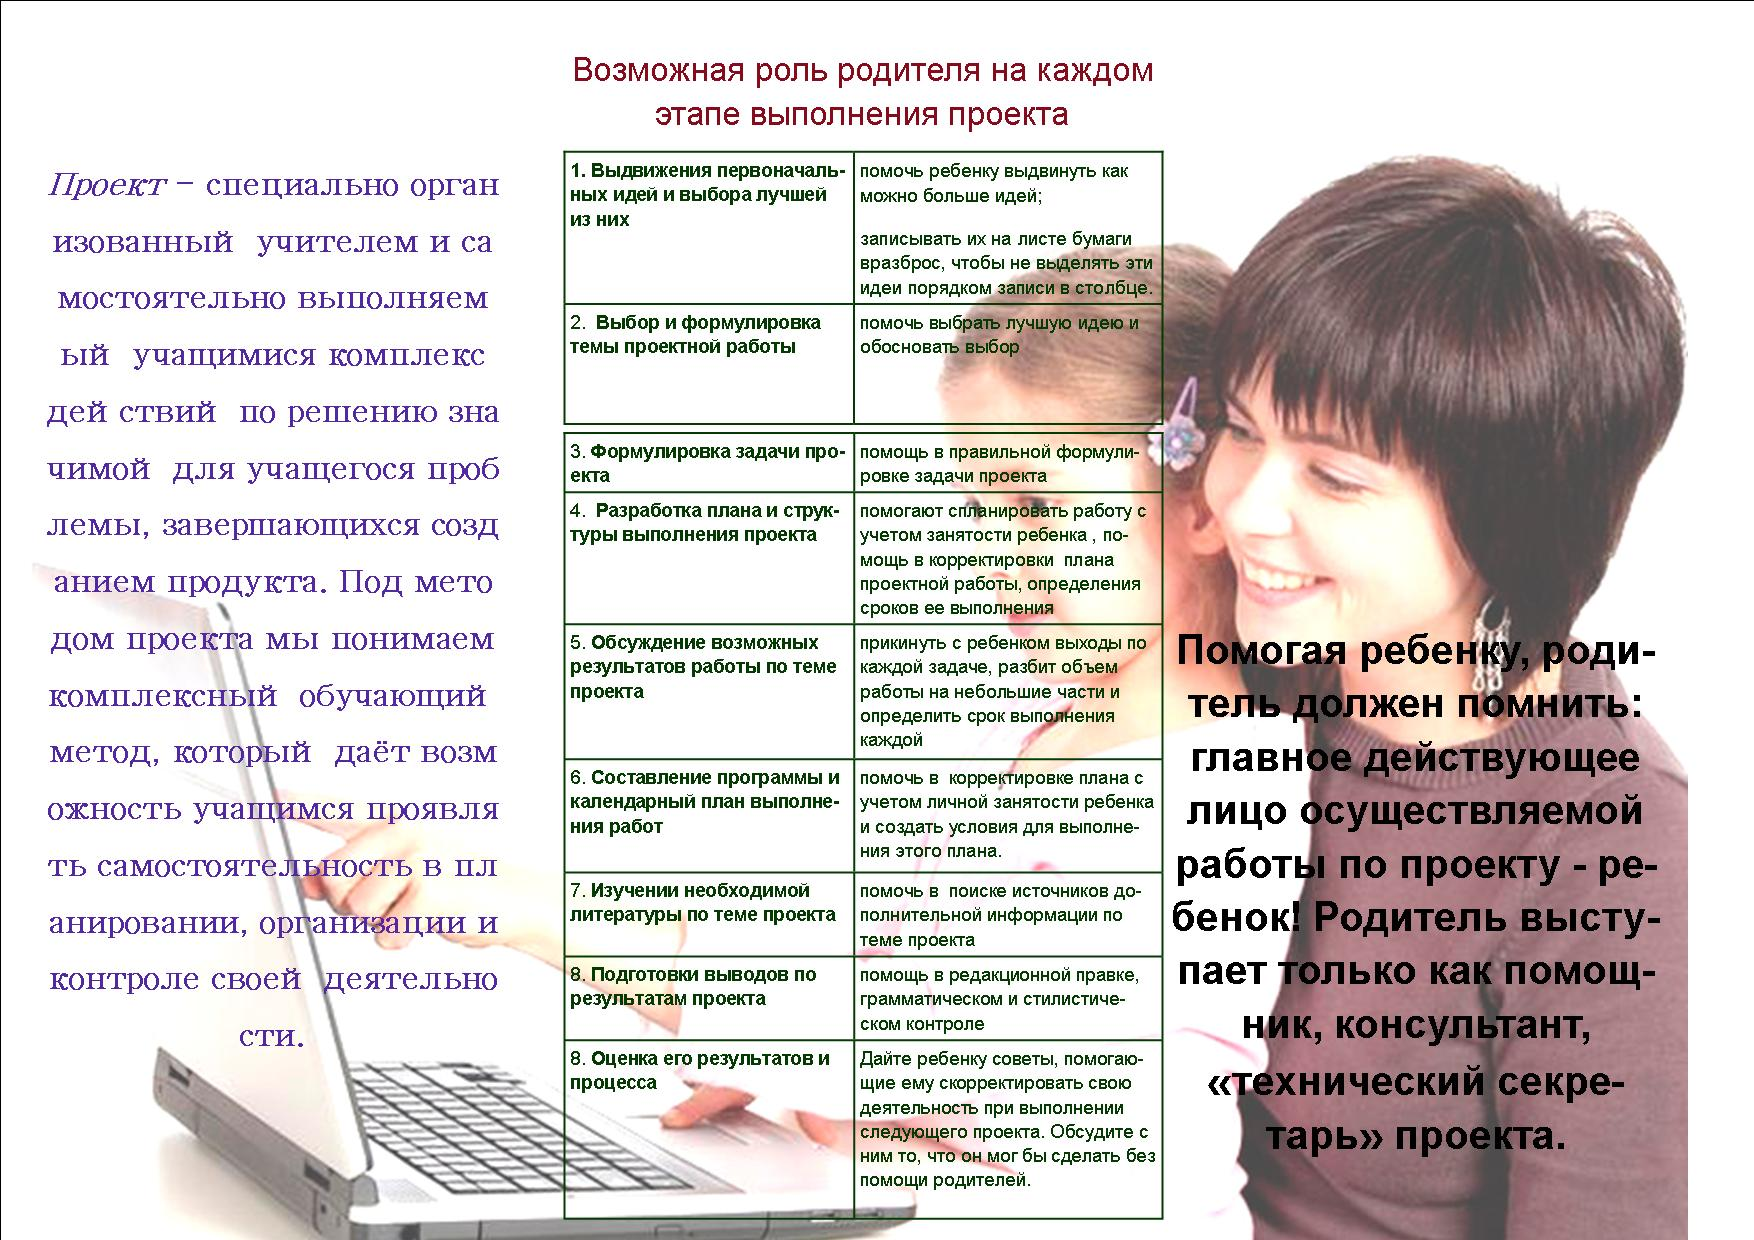 Проект – специально орган
изованный учителем и са
мостоятельно выполняем
ый учащимися комплекс
дей ствий по решению зна
чимой для учащегося проб
лемы, завершающихся созд
анием продукта. Под мето
дом проекта мы понимаем
комплексный обучающий
метод, который даёт возм
ожность учащимся проявля
ть самостоятельность в пл
анировании, организации и
контроле своей деятельно
сти.
Возможная роль родителя на каждом
этапе выполнения проекта
1. Выдвижения первоначаль-
ных идей и выбора лучшей
из них
помочь ребенку выдвинуть как
можно больше идей;
записывать их на листе бумаги
вразброс, чтобы не выделять эти
идеи порядком записи в столбце.
2. Выбор и формулировка
темы проектной работы
помочь выбрать лучшую идею и
обосновать выбор
3. Формулировка задачи про-
екта
помощь в правильной формули-
ровке задачи проекта
4. Разработка плана и струк-
туры выполнения проекта
помогают спланировать работу с
учетом занятости ребенка , по-
мощь в корректировки плана
проектной работы, определения
сроков ее выполнения
5. Обсуждение возможных
результатов работы по теме
проекта
прикинуть с ребенком выходы по
каждой задаче, разбит объем
работы на небольшие части и
определить срок выполнения
каждой
6. Составление программы и
календарный план выполне-
ния работ
помочь в корректировке плана с
учетом личной занятости ребенка
и создать условия для выполне-
ния этого плана.
7. Изучении необходимой
литературы по теме проекта
помочь в поиске источников до-
полнительной информации по
теме проекта
8. Подготовки выводов по
результатам проекта
помощь в редакционной правке,
грамматическом и стилистиче-
ском контроле
8. Оценка его результатов и
процесса
Дайте ребенку советы, помогаю-
щие ему скорректировать свою
деятельность при выполнении
следующего проекта. Обсудите с
ним то, что он мог бы сделать без
помощи родителей.
Помогая ребенку, роди-
тель должен помнить:
главное действующее
лицо осуществляемой
работы по проекту - ре-
бенок! Родитель высту-
пает только как помощ-
ник, консультант,
«технический секре-
тарь» проекта.